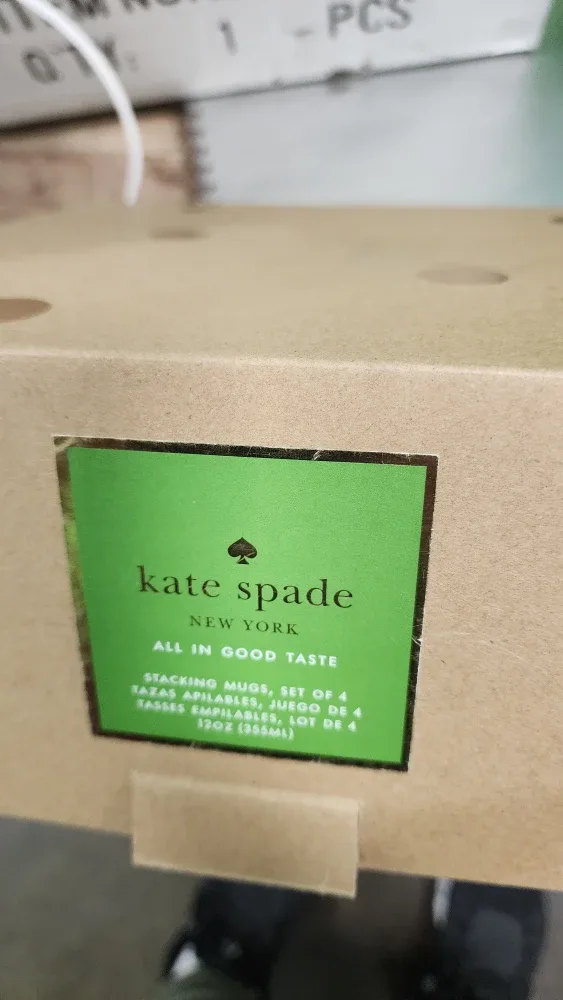 QTY: 1 - PCS
kate spade
NEW YORK
ALL IN GOOD TASTE
STACKING MUGS, SET OF 4
TAZAS APILABLES, JUEGO DE 4
TASSES EMPILABLES, LOT DE 4
12OZ (355ML)